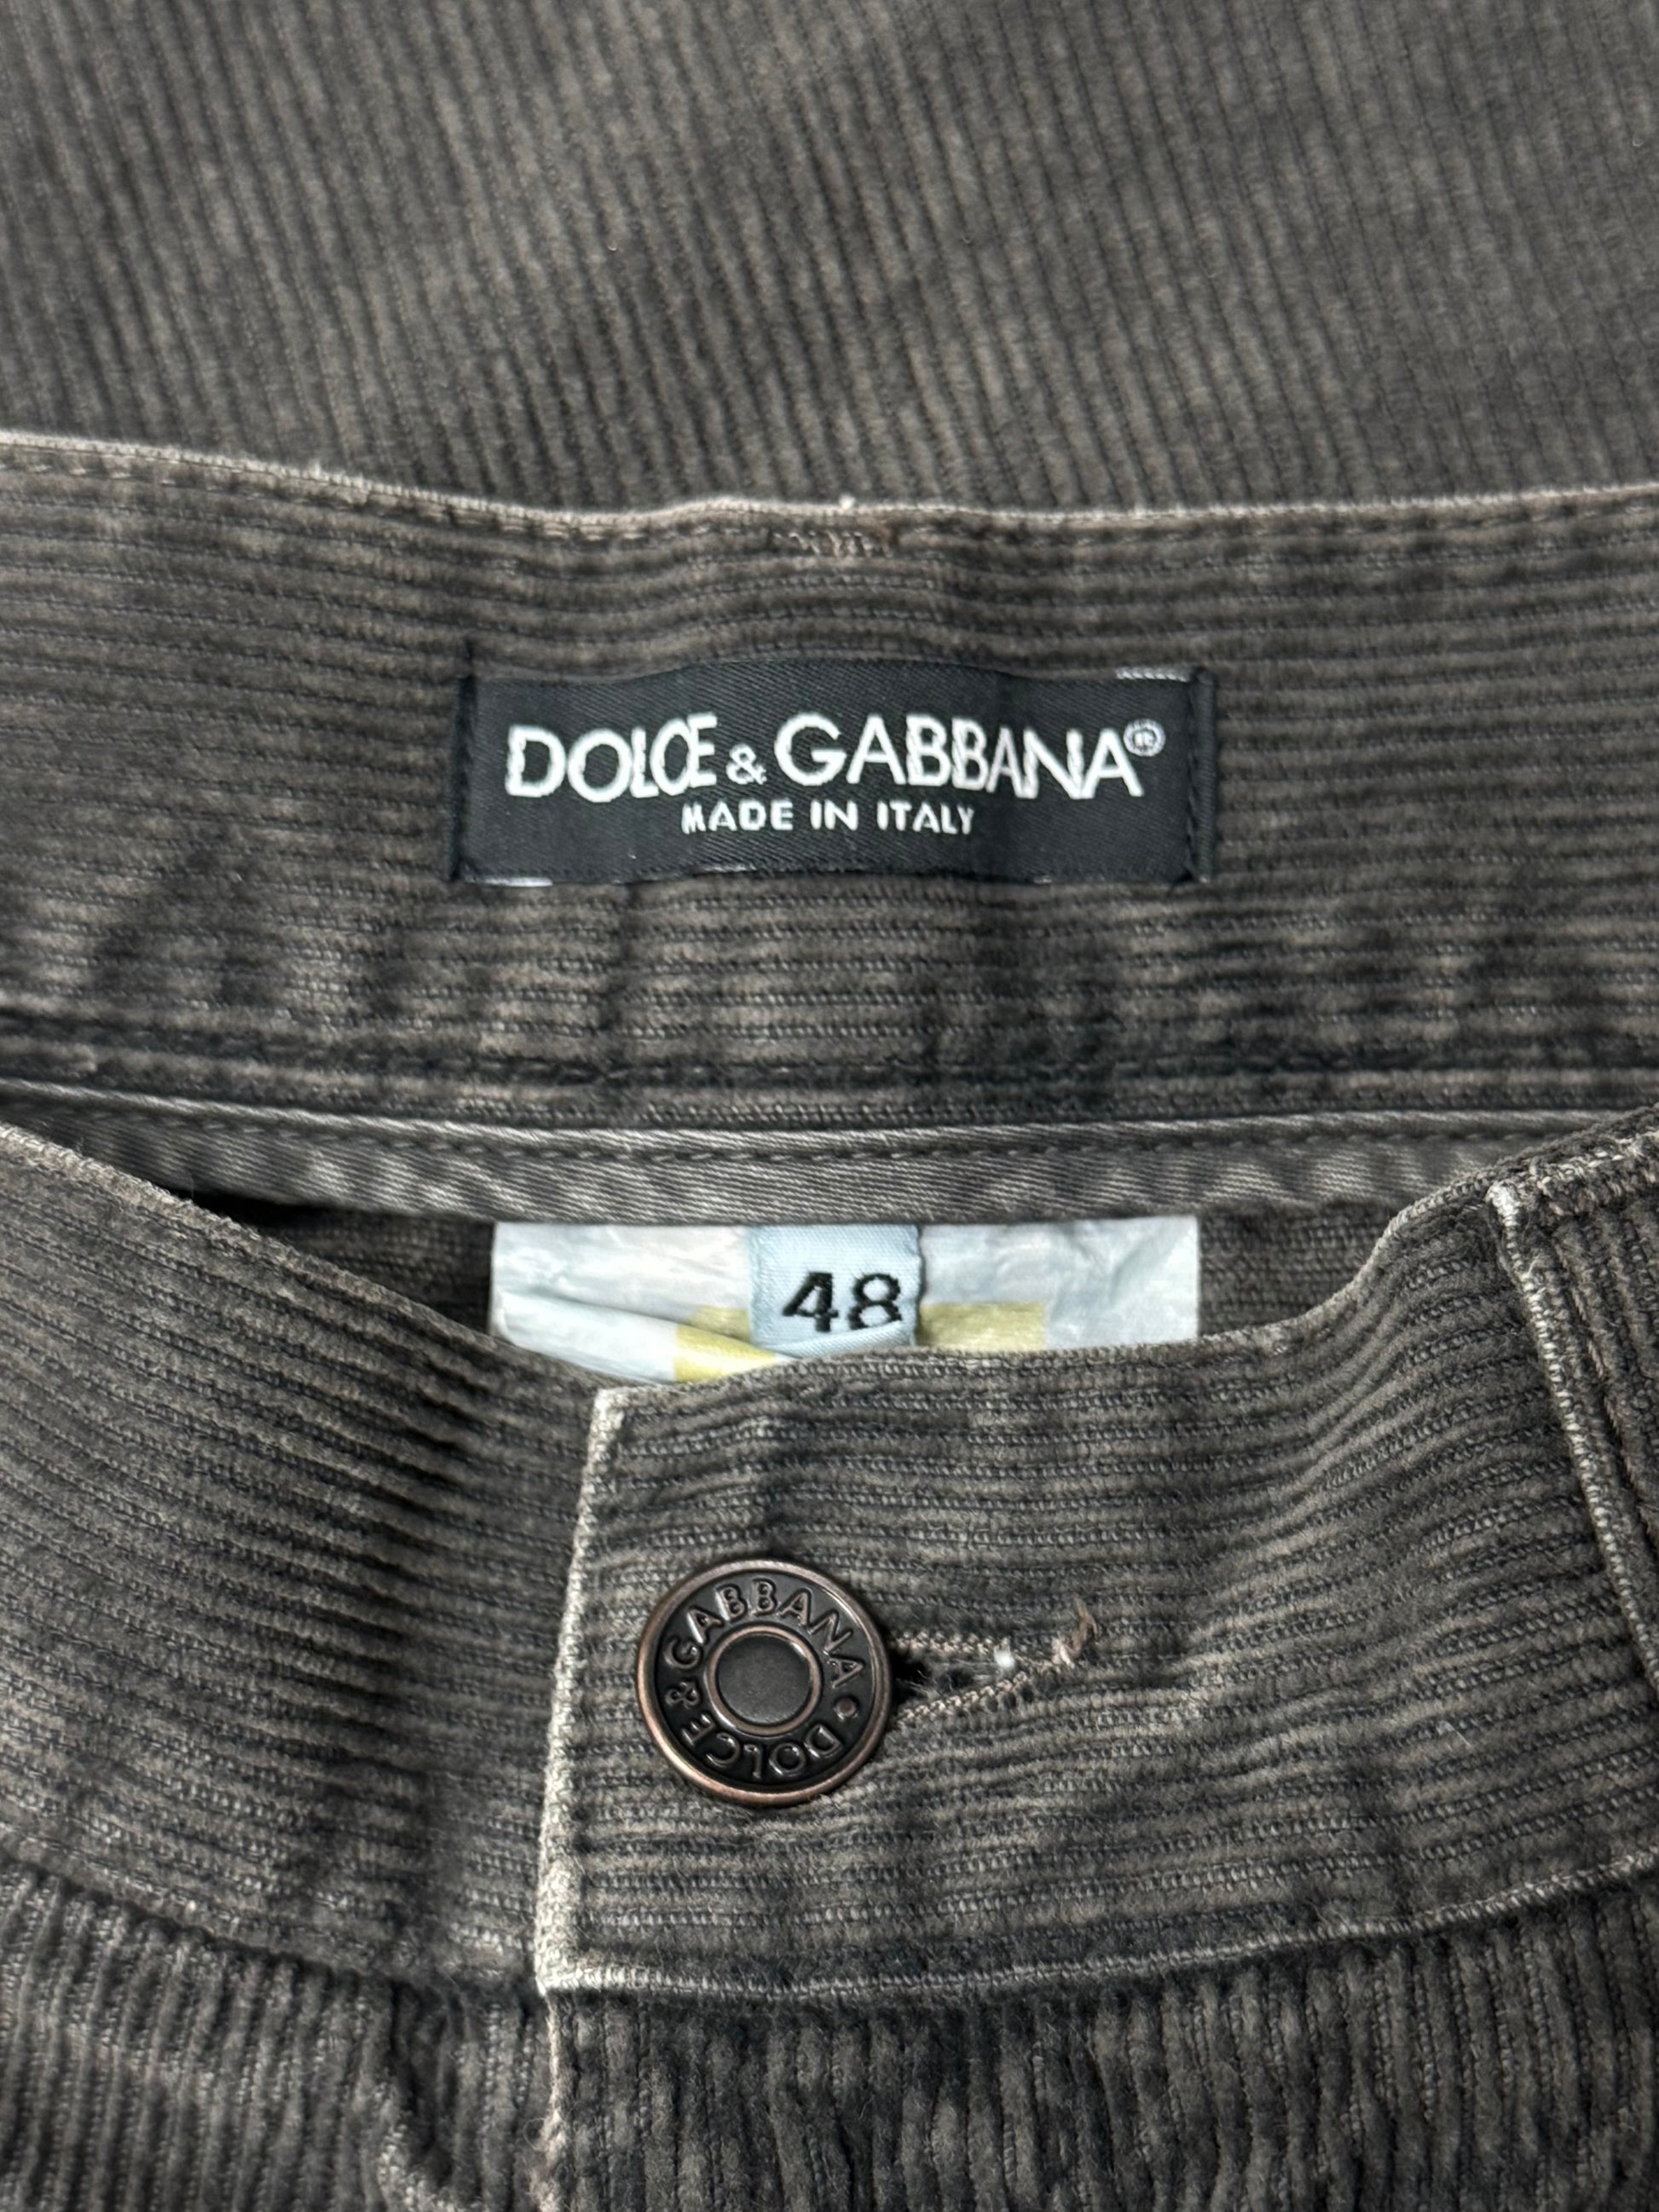 DOLCE & GABBANA®
MADE IN ITALY
48
DOLCE & GABBANA